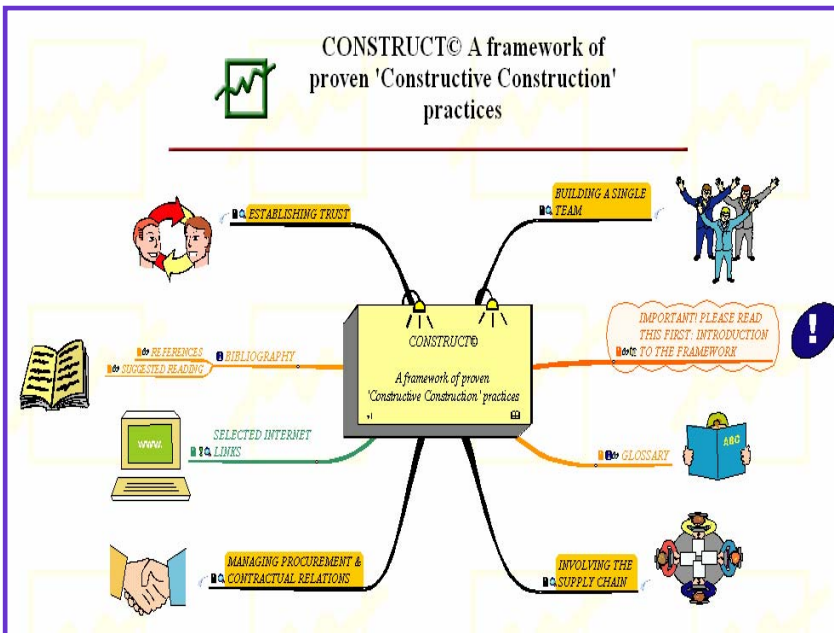 CONSTRUCT© A framework of
proven 'Constructive Construction'
practices
ESTABLISHING TRUST
BUILDING A SINGLE
TEAM
IMPORTANT! PLEASE READ
THIS FIRST: INTRODUCTION
TO THE FRAMEWORK
!
CONSTRUCT©
A framework of proven
'Constructive Construction' practices
REFERENCES
SUGGESTED READING
BIBLIOGRAPHY
www.
SELECTED INTERNET
LINKS
GLOSSARY
ABC
MANAGING PROCUREMENT &
CONTRACTUAL RELATIONS
INVOLVING THE
SUPPLY CHAIN